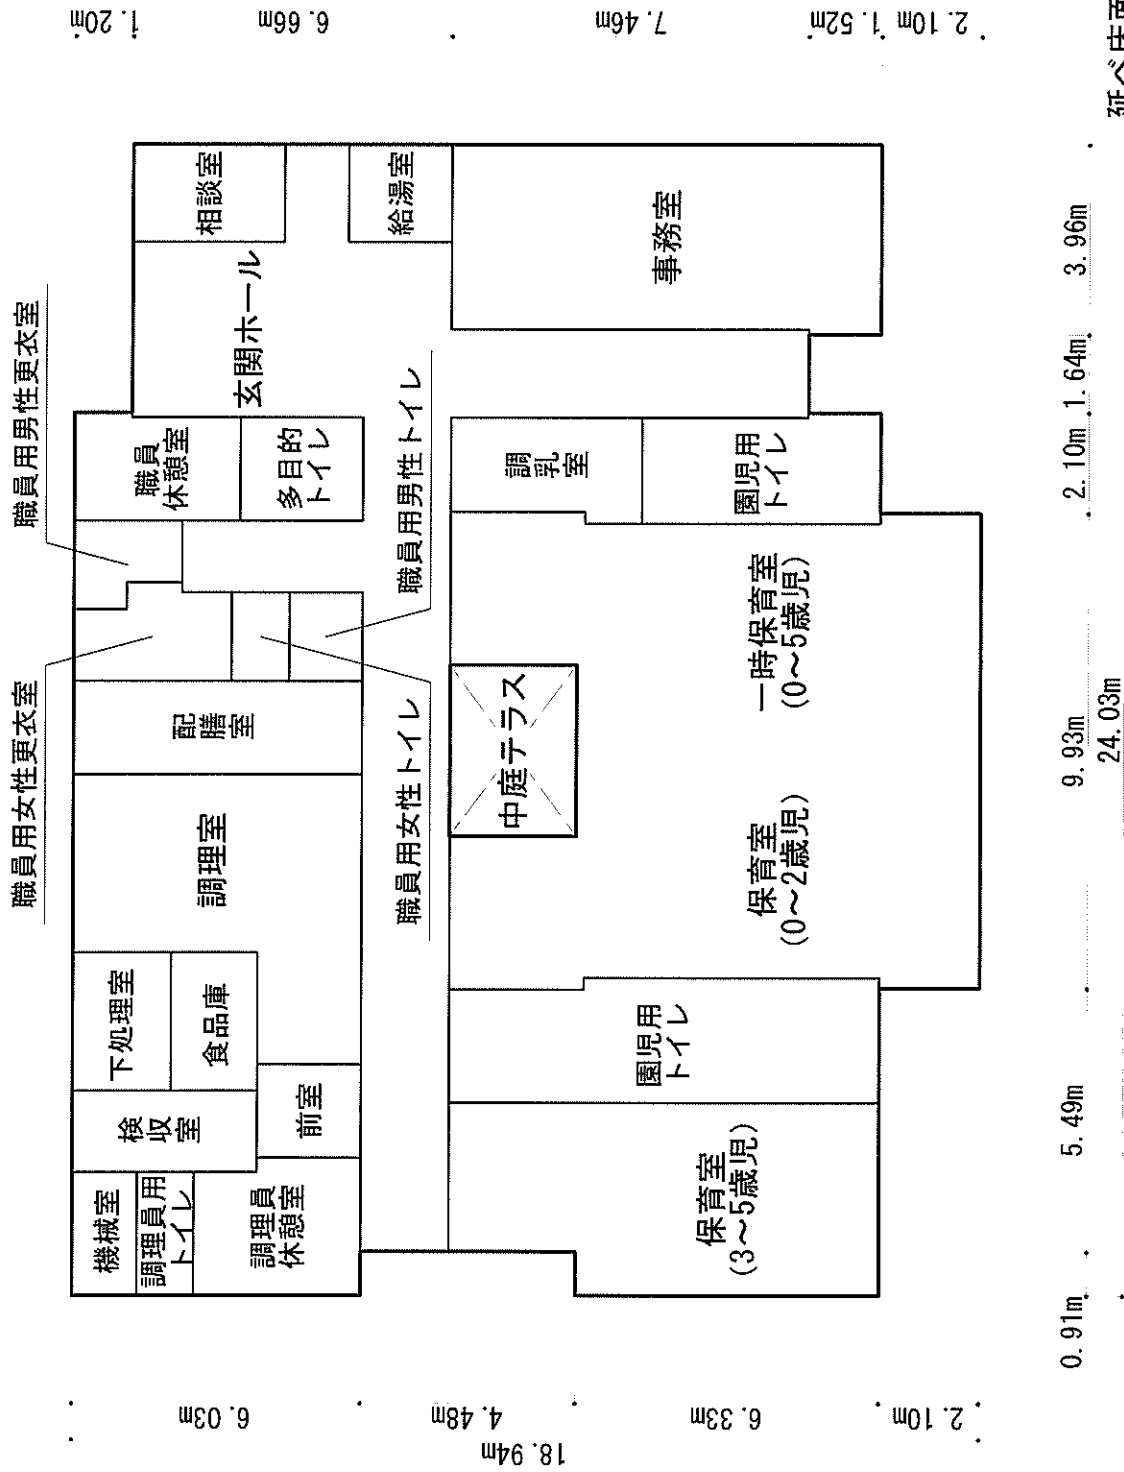 職員用女性更衣室
職員用男性更衣室
機械室
調理員用
トイレ
調理員
休憩室
検収室
前室
下処理室
食品庫
調理室
配膳室
職員
休憩室
多目的
トイレ
玄関ホール
相談室
給湯室
職員用女性トイレ
職員用男性トイレ
中庭テラス
保育室
(3～5歳児)
園児用
トイレ
保育室
(0～2歳児)
一時保育室
(0～5歳児)
調乳室
園児用
トイレ
事務室
1.20m
6.66m
7.46m
1.52m
2.10m
6.03m
4.48m
6.33m
2.10m
18.94m
0.91m
5.49m
9.93m
2.10m
1.64m
3.96m
24.03m
延べ床